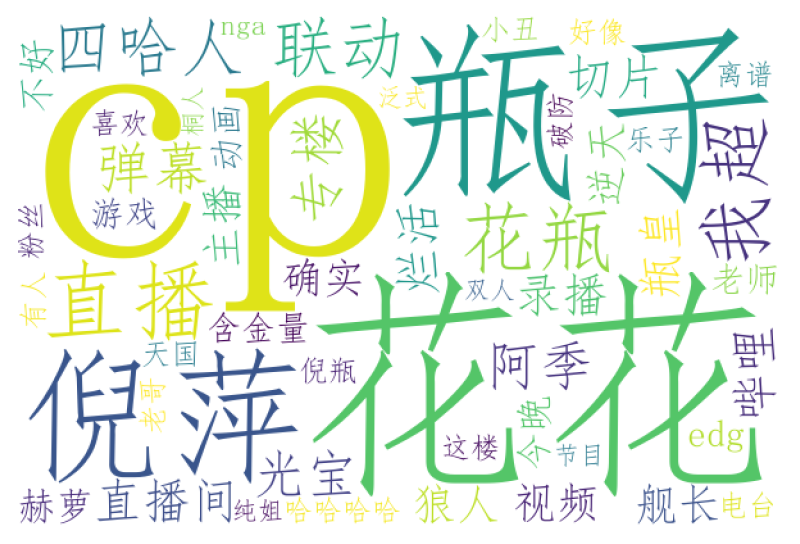 nga
小丑
好像
不好
四哈人
联动
瓶子
切片
离谱
cp
泛式
喜欢
桐人
动画
专楼
破防
乐子
我超
弹幕
逆天
游戏
主播
粉丝
烂活
花瓶
瓶皇
直播
确实
双人
录播
老师
有人
含金量
天国
倪萍
倪瓶
花花
阿季
哔哩
老哥
今晚
edg
这楼
节目
光宝
赫萝
直播间
纯姐
哈哈哈哈
狼人
视频
舰长
电台